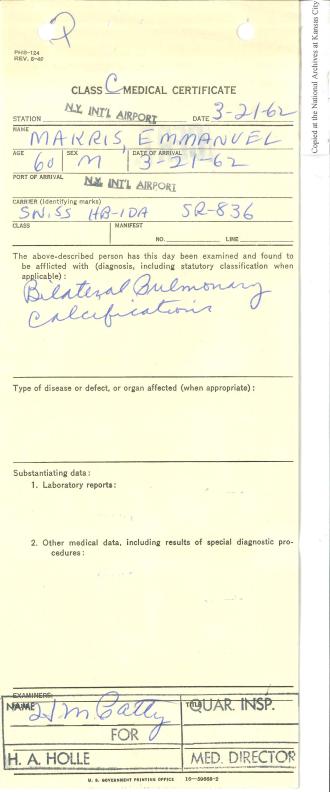 P
PHS-124
REV. 8-40
CLASS C MEDICAL CERTIFICATE
STATION N.Y. INT'L AIRPORT DATE 3-21-62
NAME
MAKRIS, EMMANUEL
AGE SEX DATE OF ARRIVAL
60 M 3-21-62
PORT OF ARRIVAL N.Y. INT'L AIRPORT
CARRIER (Identifying marks)
SWISS HB-IDA SR-836
CLASS MANIFEST
NO. LINE
The above-described person has this day been examined and found to
be afflicted with (diagnosis, including statutory classification when
applicable):
Bilateral Pulmonary
Calcifications
Type of disease or defect, or organ affected (when appropriate):
Substantiating data:
1. Laboratory reports:
2. Other medical data, including results of special diagnostic pro-
cedures:
EXAMINERS:
NAME TITLE QUAR. INSP.
FOR
H. A. HOLLE MED. DIRECTOR
U. S. GOVERNMENT PRINTING OFFICE 16—39668-2
Copied at the National Archives at Kansas City